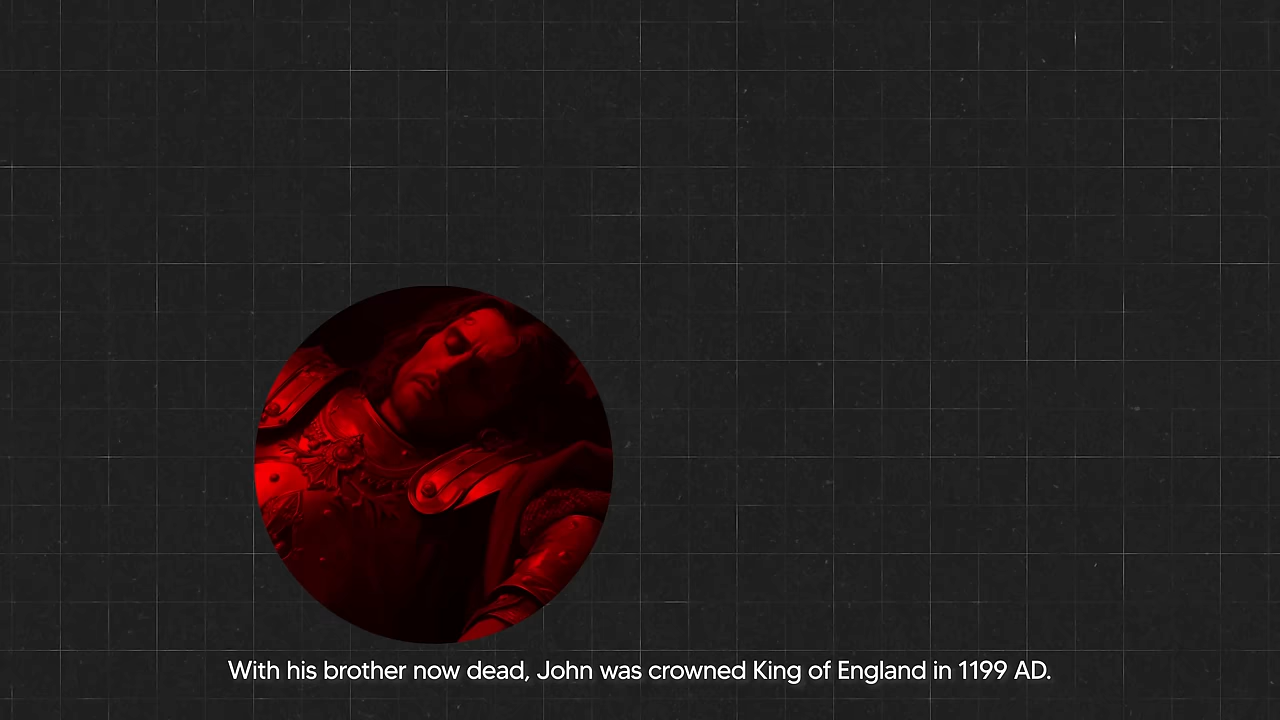 With his brother now dead, John was crowned King of England in 1199 AD.